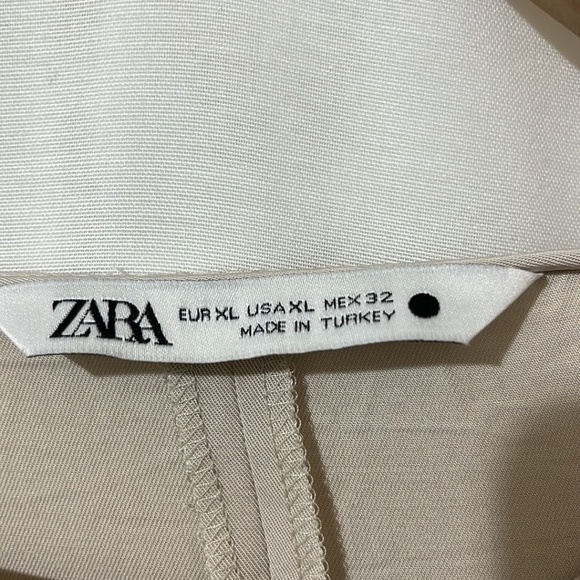 ZARA
EUR XL USA XL MEX 32
MADE IN TURKEY